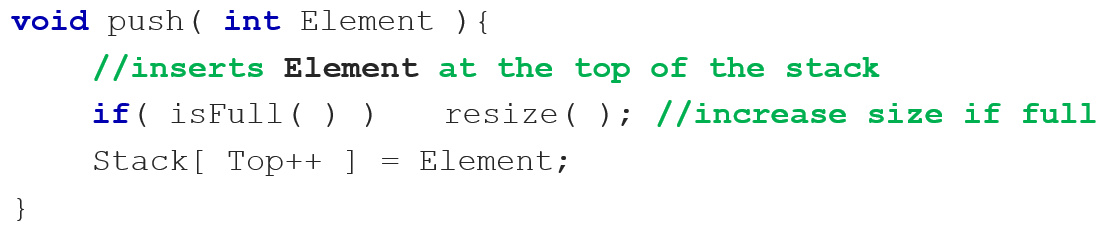 void push( int Element ){
//inserts Element at the top of the stack
if( isFull( ) ) resize( ); //increase size if full
Stack[ Top++ ] = Element;
}